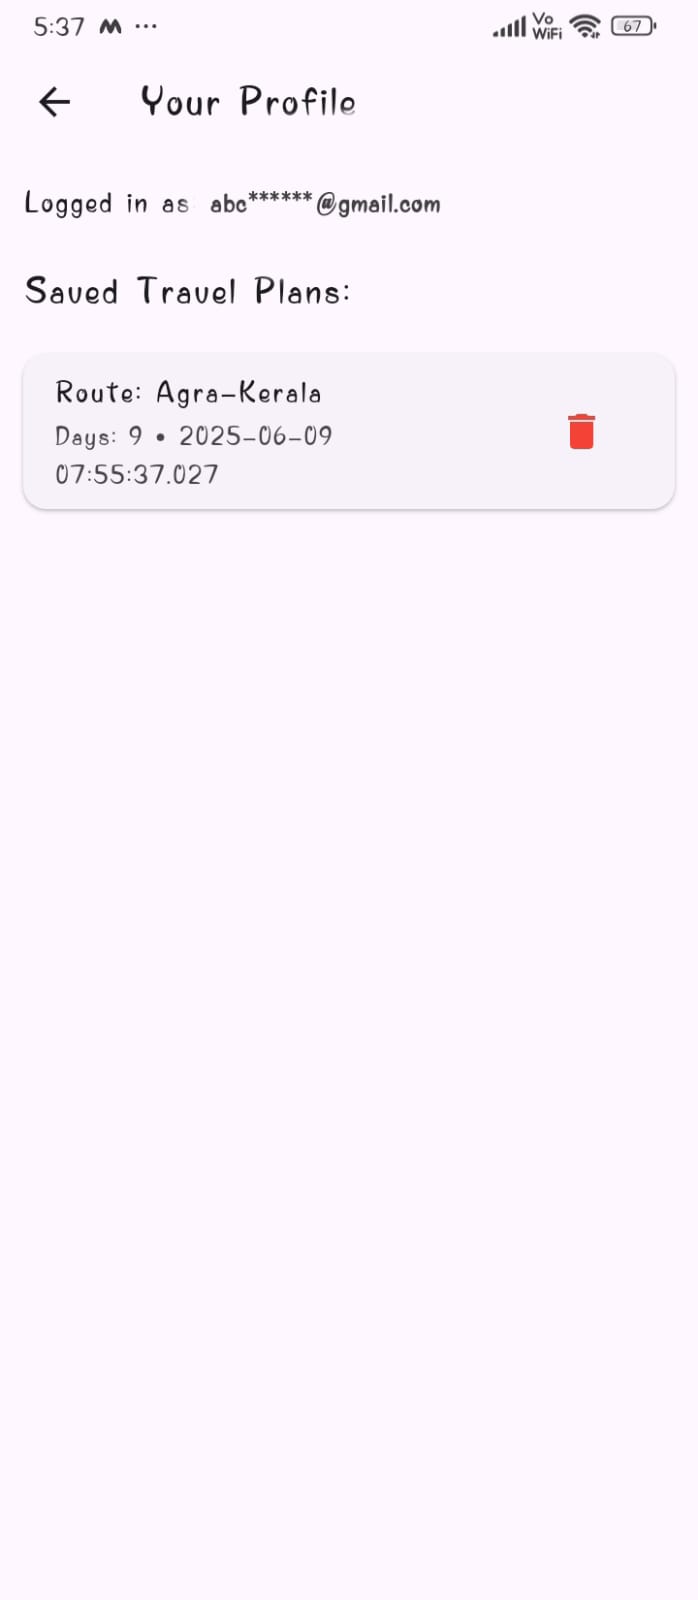 5:37 M ... Vo WiFi 67
Your Profile
Logged in as abc******@gmail.com
Saved Travel Plans:
Route: Agra-Kerala
Days: 9 • 2025-06-09
07:55:37.027